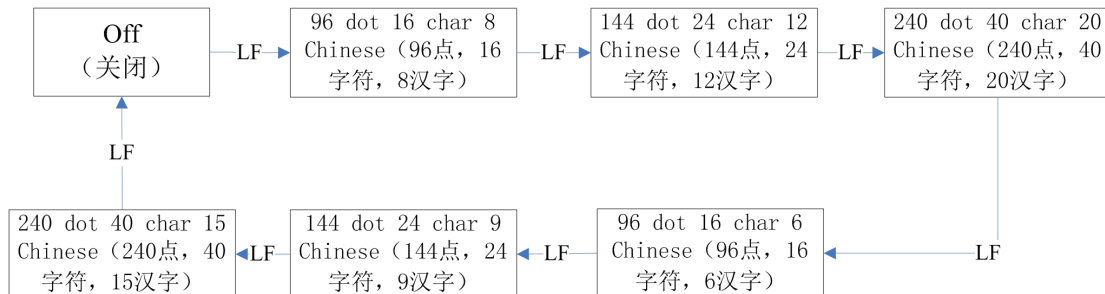 Off
（关闭）
LF
96 dot 16 char 8
Chinese（96点，16
字符，8汉字）
LF
144 dot 24 char 12
Chinese（144点，24
字符，12汉字）
LF
240 dot 40 char 20
Chinese（240点，40
字符，20汉字）
LF
96 dot 16 char 6
Chinese（96点，16
字符，6汉字）
LF
144 dot 24 char 9
Chinese（144点，24
字符，9汉字）
LF
240 dot 40 char 15
Chinese（240点，40
字符，15汉字）
LF